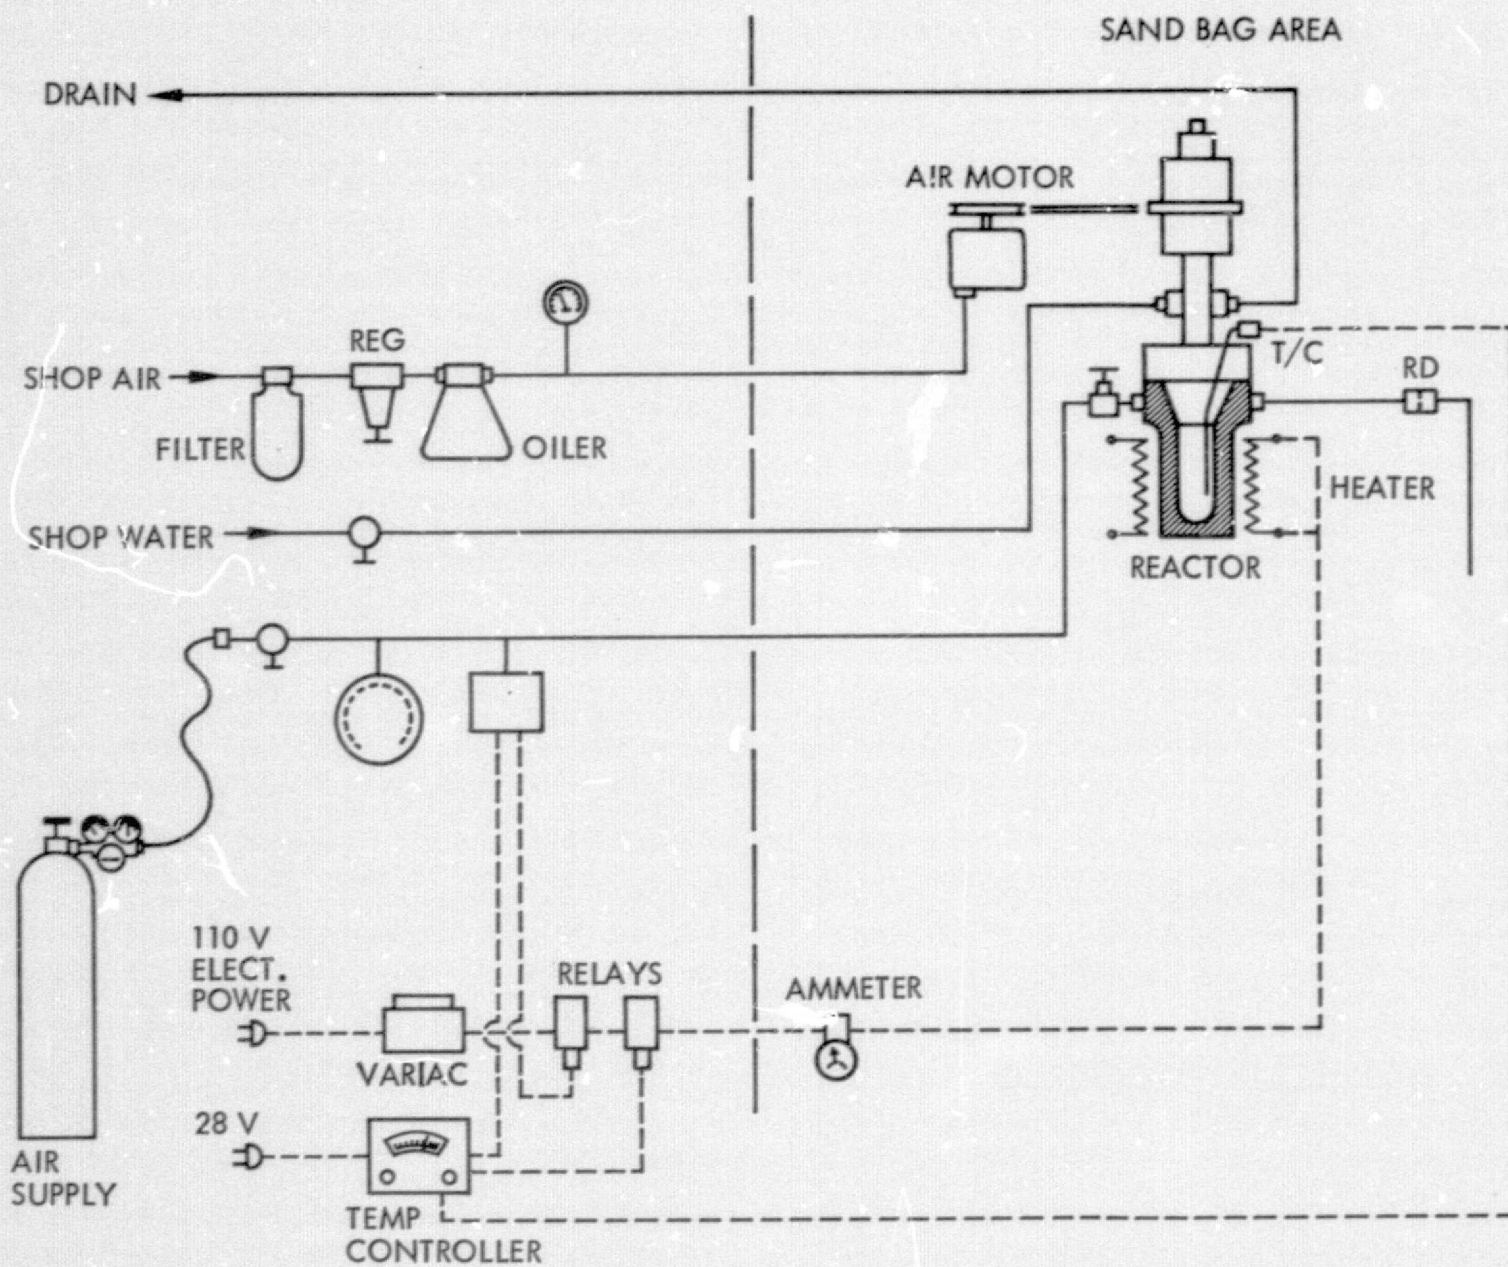 SAND BAG AREA
DRAIN
AIR MOTOR
REG
SHOP AIR
T/C
RD
FILTER
OILER
HEATER
SHOP WATER
REACTOR
110 V
ELECT.
POWER
RELAYS
AMMETER
VARIAC
28 V
AIR
SUPPLY
TEMP
CONTROLLER